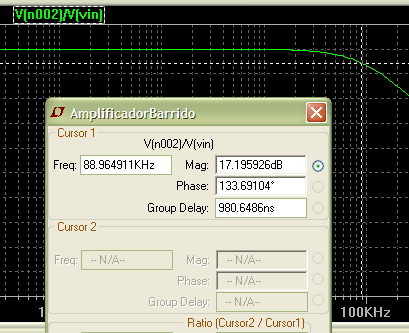 V(n002)/V(vin)
AmplificadorBarrido
Cursor 1
V(n002)/V(vin)
Freq: 88.964911KHz Mag: 17.195926dB
Phase: 133.69104°
Group Delay: 980.6486ns
Cursor 2
Freq: -- N/A-- Mag: -- N/A--
Phase: -- N/A--
Group Delay: -- N/A--
1 100KHz
Ratio (Cursor2 / Cursor1)